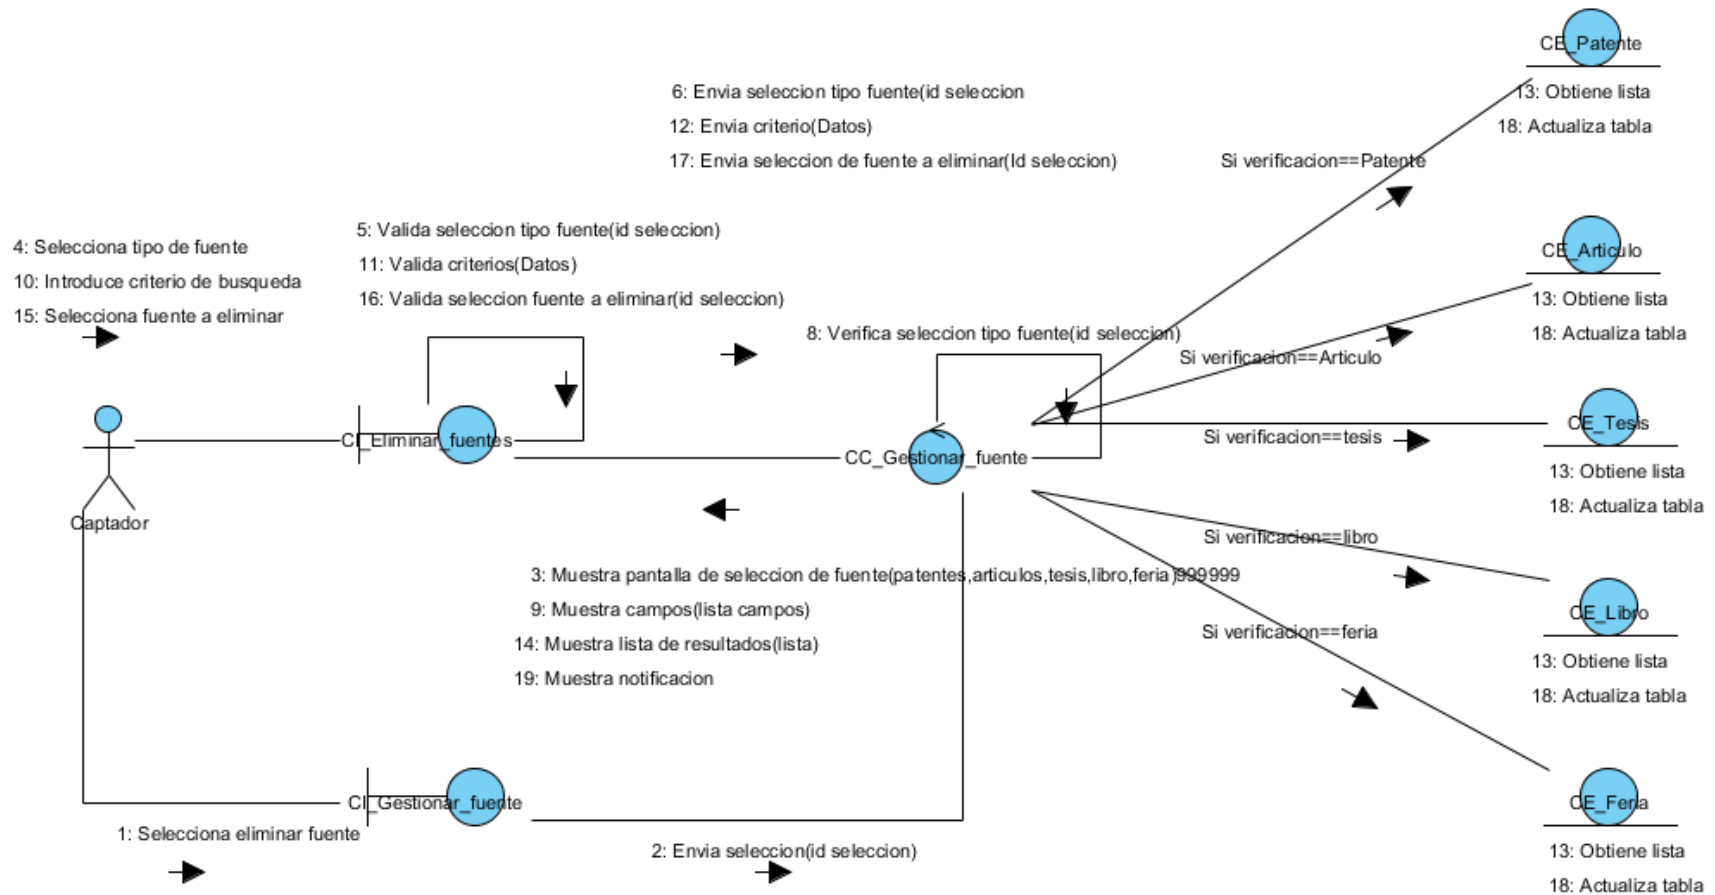 CE_Patente
13: Obtiene lista
18: Actualiza tabla
6: Envia seleccion tipo fuente(id seleccion
12: Envia criterio(Datos)
17: Envia seleccion de fuente a eliminar(Id seleccion)
Si verificacion==Patente
4: Selecciona tipo de fuente
10: Introduce criterio de busqueda
15: Selecciona fuente a eliminar
5: Valida seleccion tipo fuente(id seleccion)
11: Valida criterios(Datos)
16: Valida seleccion fuente a eliminar(id seleccion)
8: Verifica seleccion tipo fuente(id seleccion)
CE_Articulo
13: Obtiene lista
18: Actualiza tabla
Si verificacion==Articulo
Captador
CI_Eliminar_fuentes
CC_Gestionar_fuente
Si verificacion==tesis
CE_Tesis
13: Obtiene lista
18: Actualiza tabla
Si verificacion==libro
3: Muestra pantalla de seleccion de fuente(patentes,articulos,tesis,libro,feria)999999
9: Muestra campos(lista campos)
14: Muestra lista de resultados(lista)
19: Muestra notificacion
CE_Libro
13: Obtiene lista
18: Actualiza tabla
Si verificacion==feria
CI_Gestionar_fuente
1: Selecciona eliminar fuente
2: Envia seleccion(id seleccion)
CE_Feria
13: Obtiene lista
18: Actualiza tabla